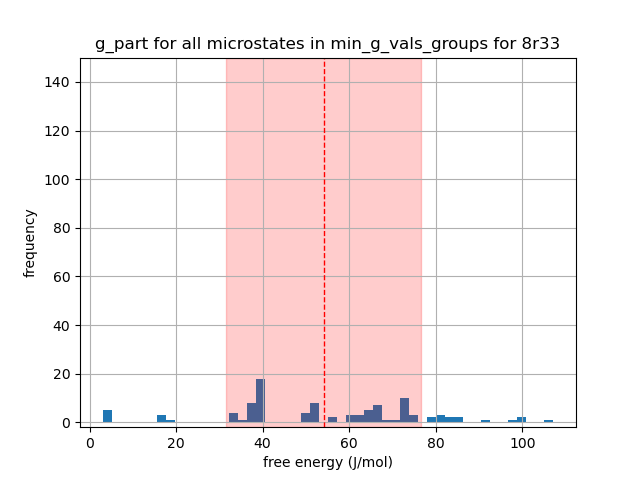 g_part for all microstates in min_g_vals_groups for 8r33
140
120
100
80
60
40
20
0
frequency
0 20 40 60 80 100
free energy (J/mol)